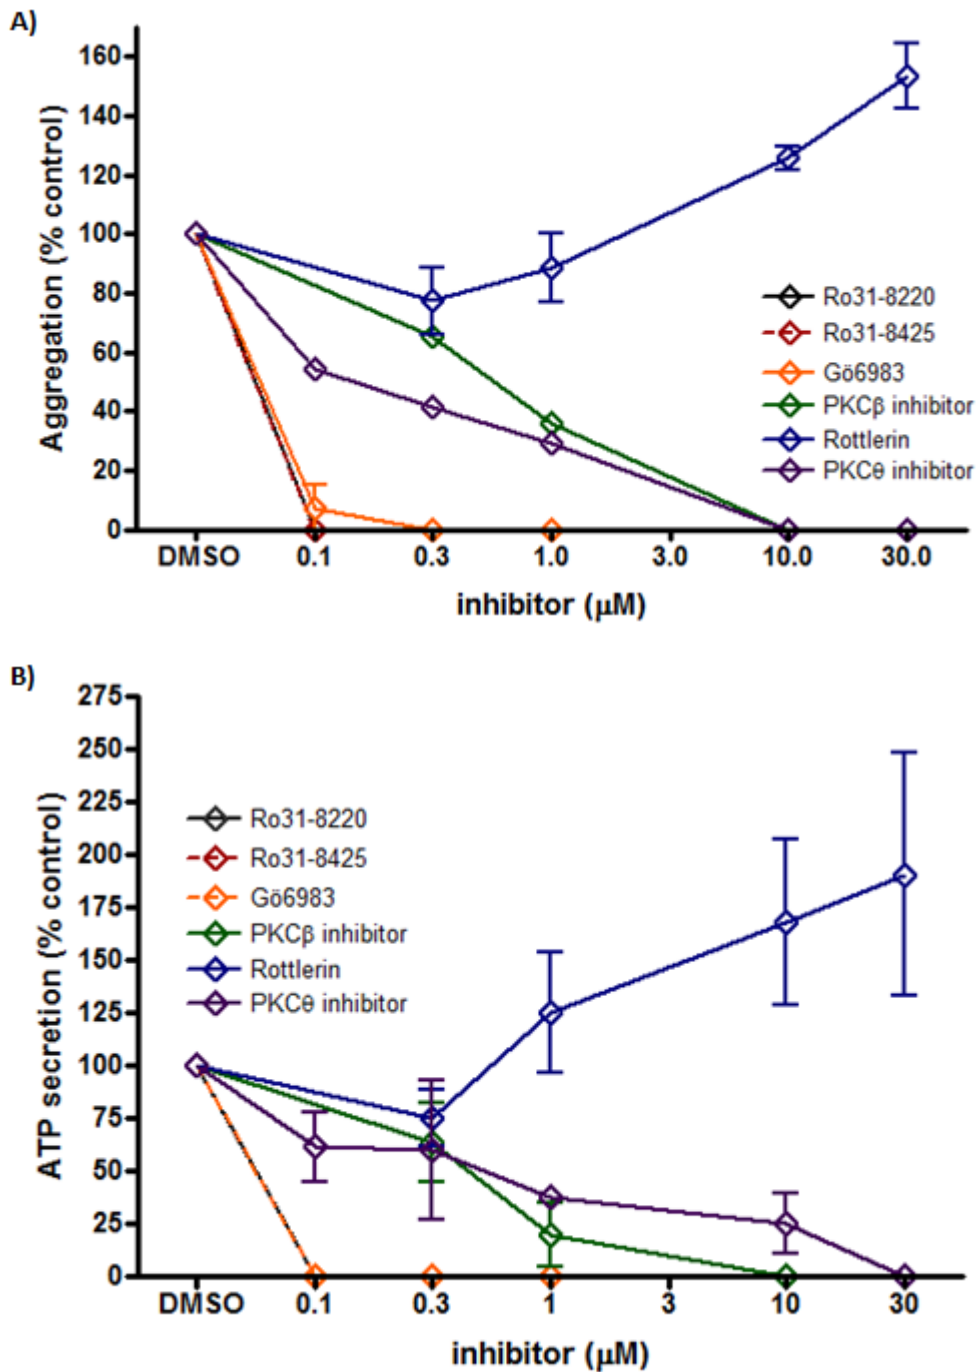 A)
Aggregation (% control)
160
140
120
100
80
60
40
20
0
Ro31-8220
Ro31-8425
Gö6983
PKCβ inhibitor
Rottlerin
PKCθ inhibitor
DMSO 0.1 0.3 1.0 3.0 10.0 30.0
inhibitor (μM)
B)
ATP secretion (% control)
275
250
225
200
175
150
125
100
75
50
25
0
Ro31-8220
Ro31-8425
Gö6983
PKCβ inhibitor
Rottlerin
PKCθ inhibitor
DMSO 0.1 0.3 1 3 10 30
inhibitor (μM)